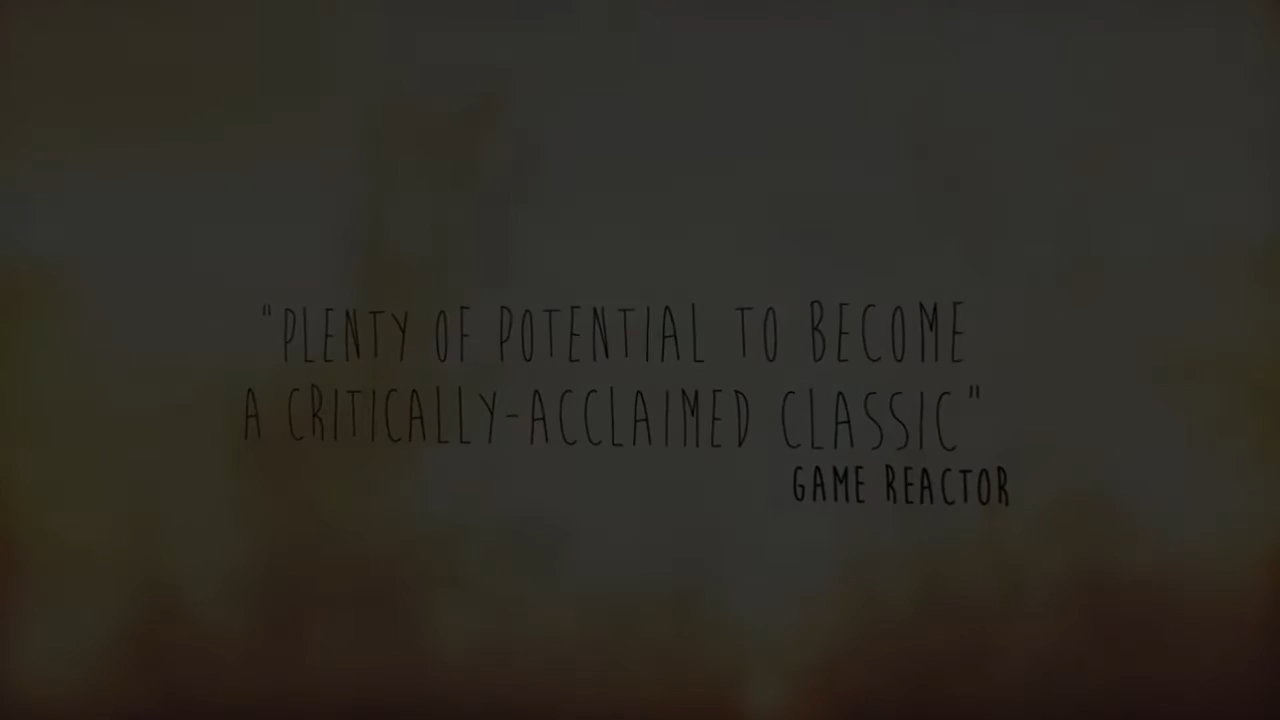 "PLENTY OF POTENTIAL TO BECOME
A CRITICALLY-ACCLAIMED CLASSIC"
GAME REACTOR